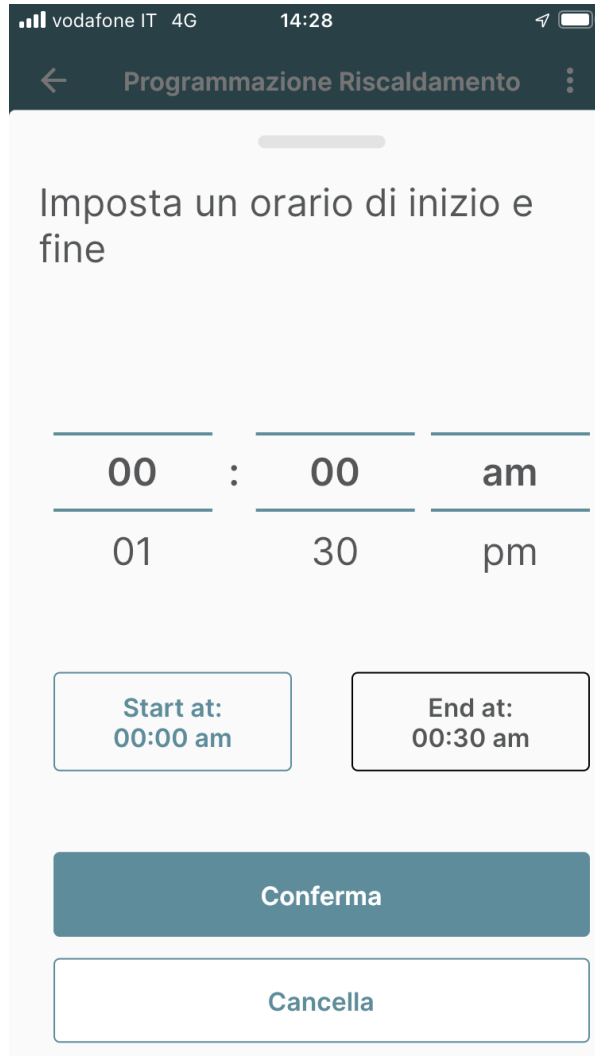 vodafone IT 4G 14:28
Programmazione Riscaldamento
Imposta un orario di inizio e
fine
00 : 00 am
01 30 pm
Start at:
00:00 am
End at:
00:30 am
Conferma
Cancella